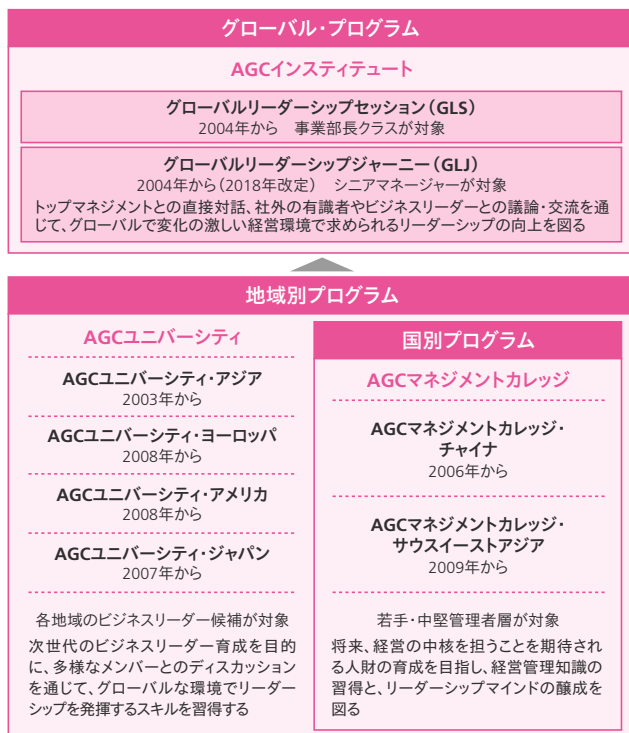 グローバル・プログラム
AGCインスティテュート
グローバルリーダーシップセッション（GLS）
2004年から　事業部長クラスが対象
グローバルリーダーシップジャーニー（GLJ）
2004年から（2018年改定）　シニアマネージャーが対象
トップマネジメントとの直接対話、社外の有識者やビジネスリーダーとの議論・交流を通
じて、グローバルで変化の激しい経営環境で求められるリーダーシップの向上を図る
地域別プログラム
AGCユニバーシティ
AGCユニバーシティ・アジア
2003年から
AGCユニバーシティ・ヨーロッパ
2008年から
AGCユニバーシティ・アメリカ
2008年から
AGCユニバーシティ・ジャパン
2007年から
各地域のビジネスリーダー候補が対象
次世代のビジネスリーダー育成を目的
に、多様なメンバーとのディスカッション
を通じて、グローバルな環境でリーダー
シップを発揮するスキルを習得する
国別プログラム
AGCマネジメントカレッジ
AGCマネジメントカレッジ・
チャイナ
2006年から
AGCマネジメントカレッジ・
サウスイーストアジア
2009年から
若手・中堅管理者層が対象
将来、経営の中核を担うことを期待され
る人財の育成を目指し、経営管理知識の
習得と、リーダーシップマインドの醸成を
図る